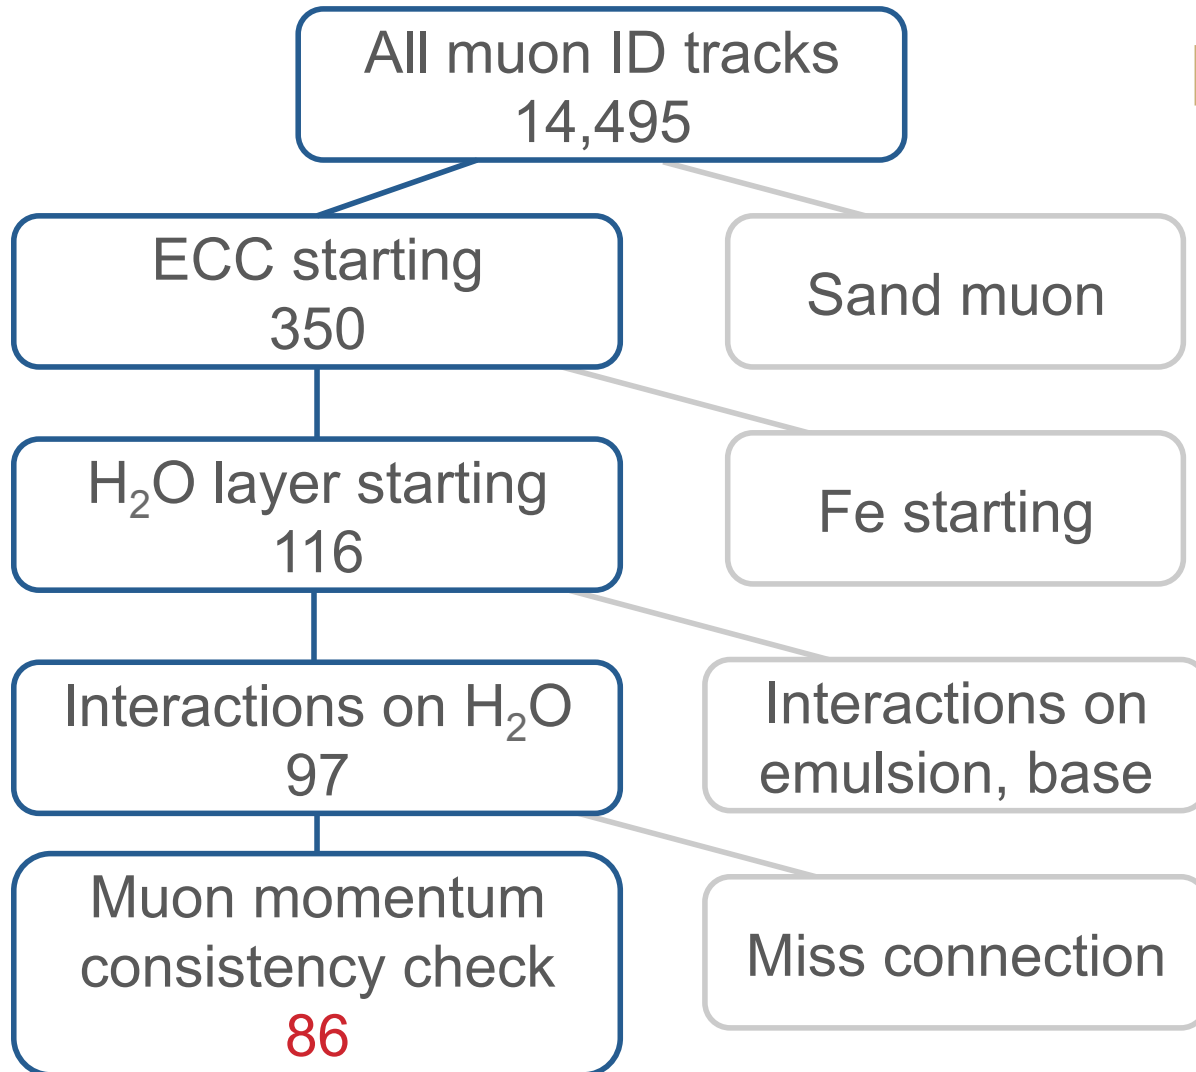 All muon ID tracks
14,495
ECC starting
350
Sand muon
H₂O layer starting
116
Fe starting
Interactions on H₂O
97
Interactions on
emulsion, base
Muon momentum
consistency check
86
Miss connection